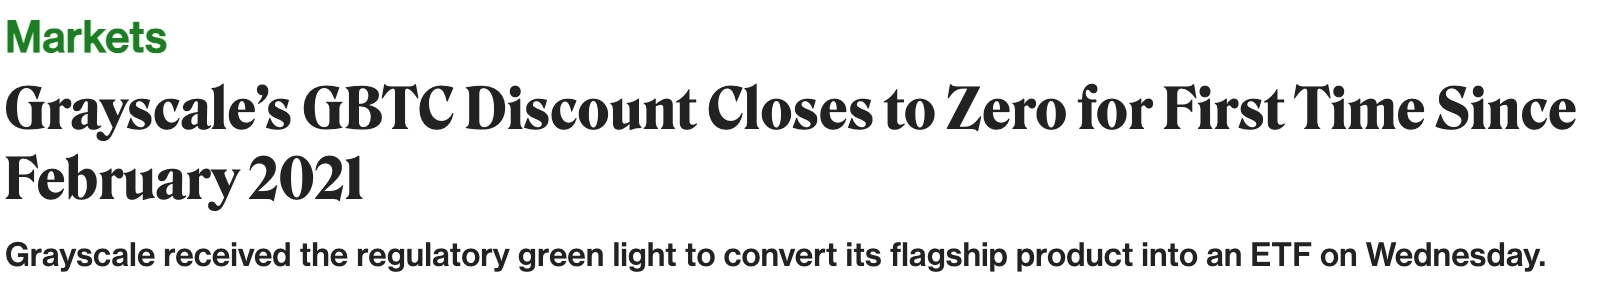 Markets
Grayscale’s GBTC Discount Closes to Zero for First Time Since
February 2021
Grayscale received the regulatory green light to convert its flagship product into an ETF on Wednesday.